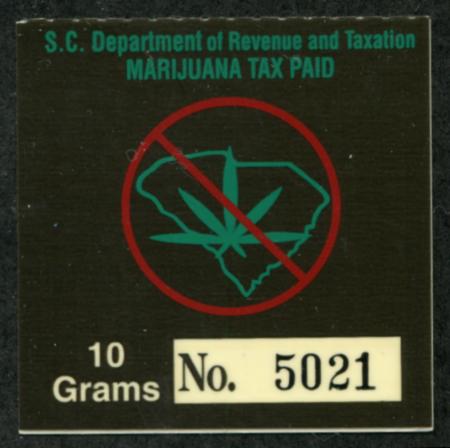 S.C. Department of Revenue and Taxation
MARIJUANA TAX PAID
10
Grams
No. 5021